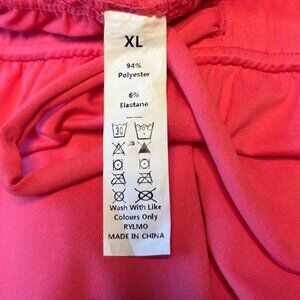 XL
94%
Polyester
6%
Elastane
30
Wash With Like
Colours Only
RYLMO
MADE IN CHINA